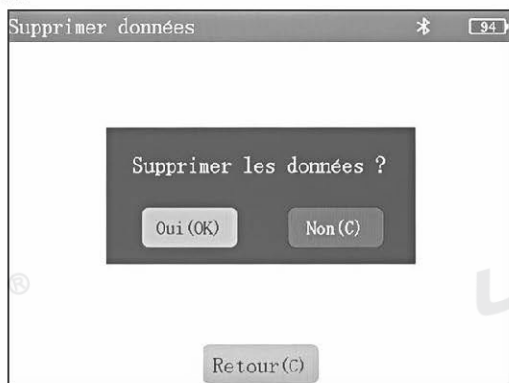 Supprimer données
94
Supprimer les données ?
Oui(OK)
Non(C)
®
Retour(C)